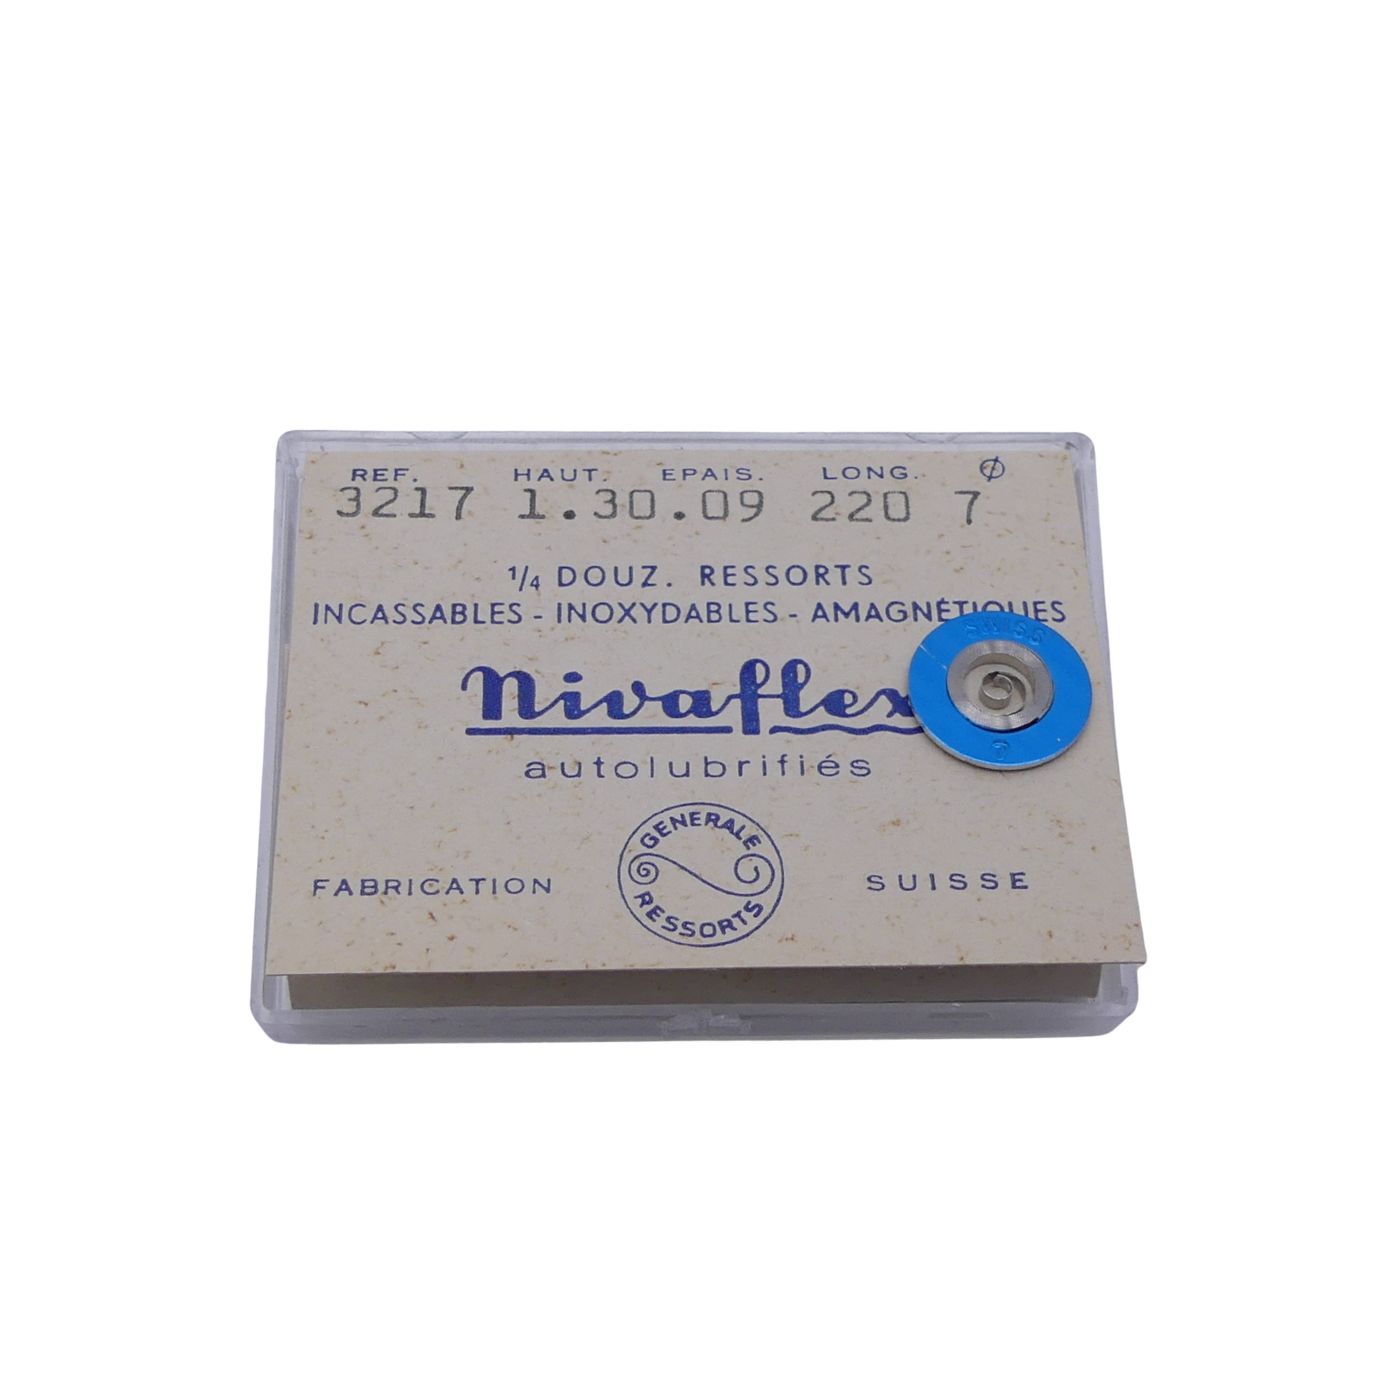 REF. HAUT. EPAIS. LONG. Ø
3217 1.30.09 220 7
1/4 DOUZ. RESSORTS
INCASSABLES - INOXYDABLES - AMAGNÉTIQUES
nivaflex
autolubrifiés
GENERALE
RESSORTS
FABRICATION SUISSE
SWISS
7